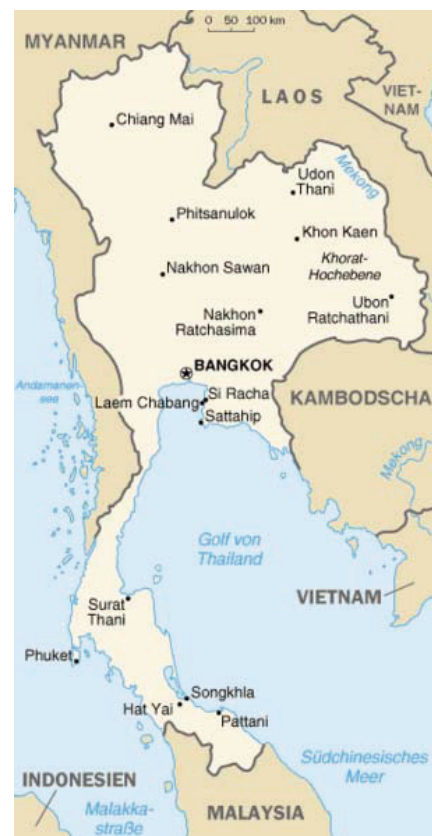 0 50 100 km
MYANMAR
LAOS
VIET-
NAM
Chiang Mai
Mekong
Udon
Thani
Phitsanulok
Khon Kaen
Khorat-
Hochebene
Nakhon Sawan
Nakhon
Ratchasima
Ubon
Ratchathani
BANGKOK
Andamanen-
see
Laem Chabang
Si Racha
Sattahip
KAMBODSCHA
Mekong
Golf von
Thailand
VIETNAM
Surat
Thani
Phuket
Songkhla
Hat Yai
Pattani
Südchinesisches
Meer
INDONESIEN
Malakka-
straße
MALAYSIA